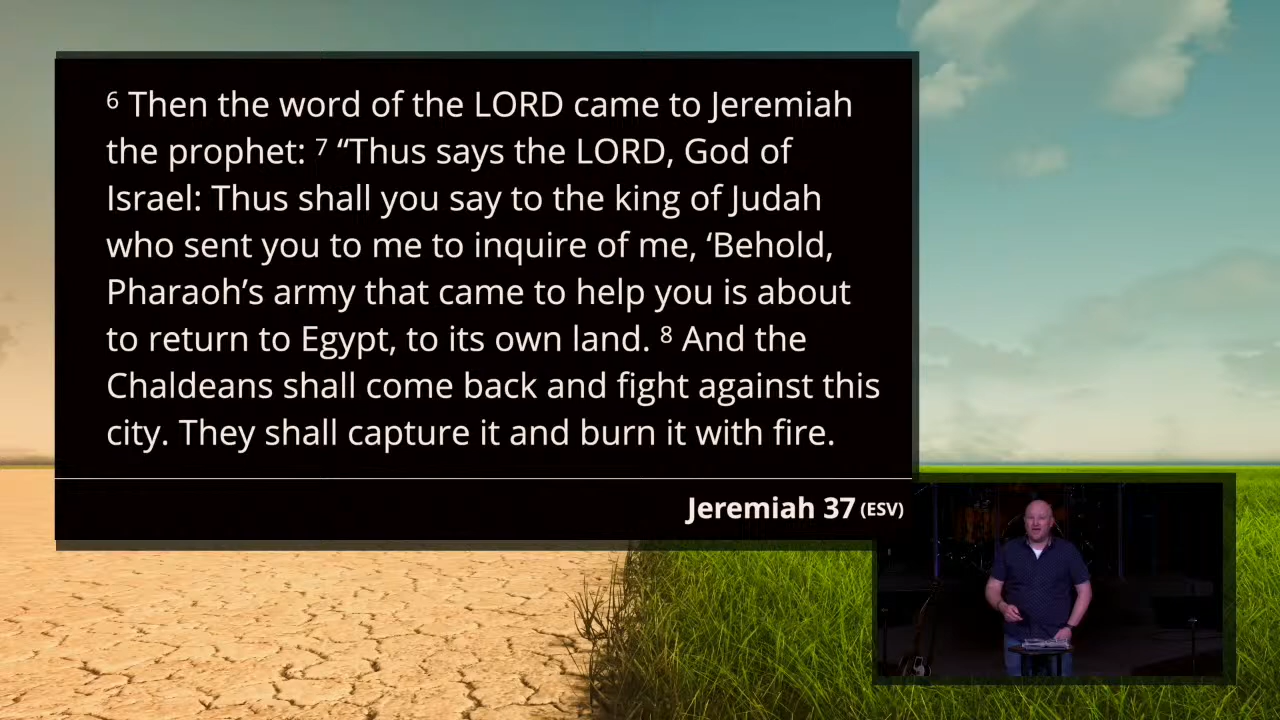 6 Then the word of the LORD came to Jeremiah
the prophet: 7 “Thus says the LORD, God of
Israel: Thus shall you say to the king of Judah
who sent you to me to inquire of me, ‘Behold,
Pharaoh’s army that came to help you is about
to return to Egypt, to its own land. 8 And the
Chaldeans shall come back and fight against this
city. They shall capture it and burn it with fire.
Jeremiah 37 (ESV)